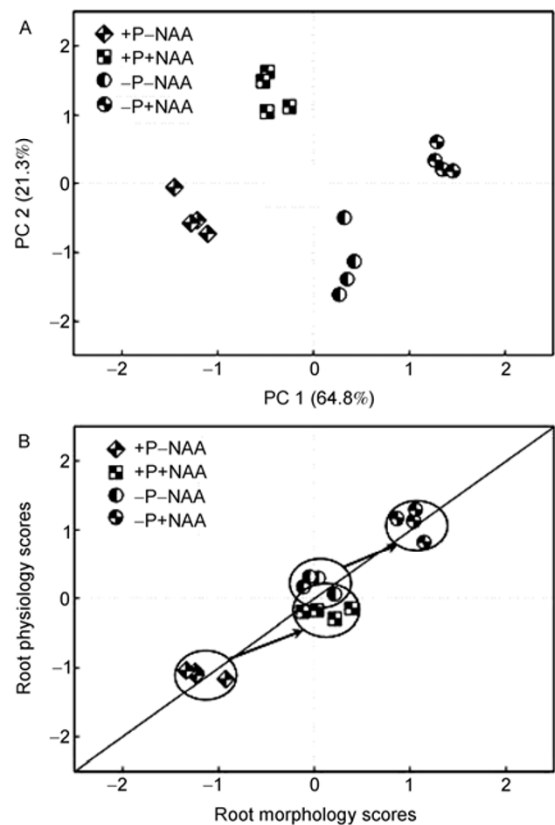 A
+P−NAA
+P+NAA
−P−NAA
−P+NAA
2
1
0
−1
−2
PC 2 (21.3%)
−2 −1 0 1 2
PC 1 (64.8%)
B
+P−NAA
+P+NAA
−P−NAA
−P+NAA
2
1
0
−1
−2
Root physiology scores
−2 −1 0 1 2
Root morphology scores